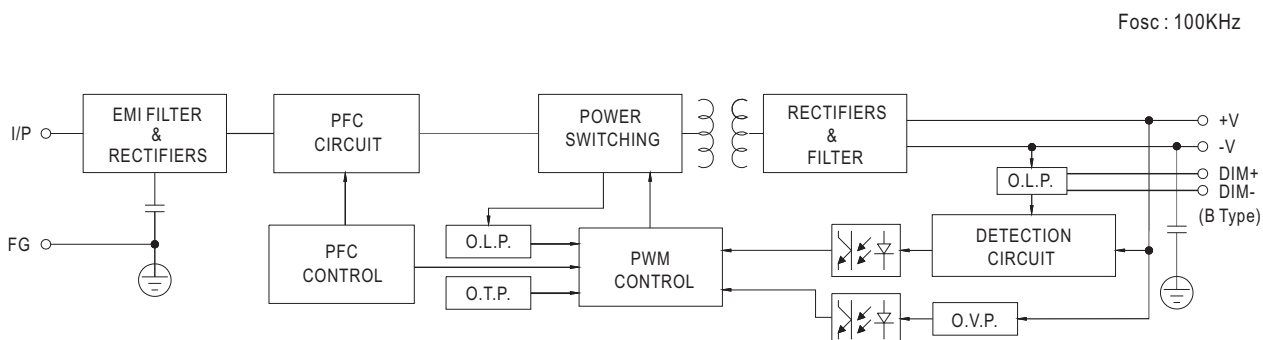 Fosc : 100KHz
I/P
EMI FILTER
&
RECTIFIERS
PFC
CIRCUIT
POWER
SWITCHING
RECTIFIERS
&
FILTER
+V
-V
DIM+
DIM-
(B Type)
O.L.P.
FG
PFC
CONTROL
O.L.P.
O.T.P.
PWM
CONTROL
DETECTION
CIRCUIT
O.V.P.